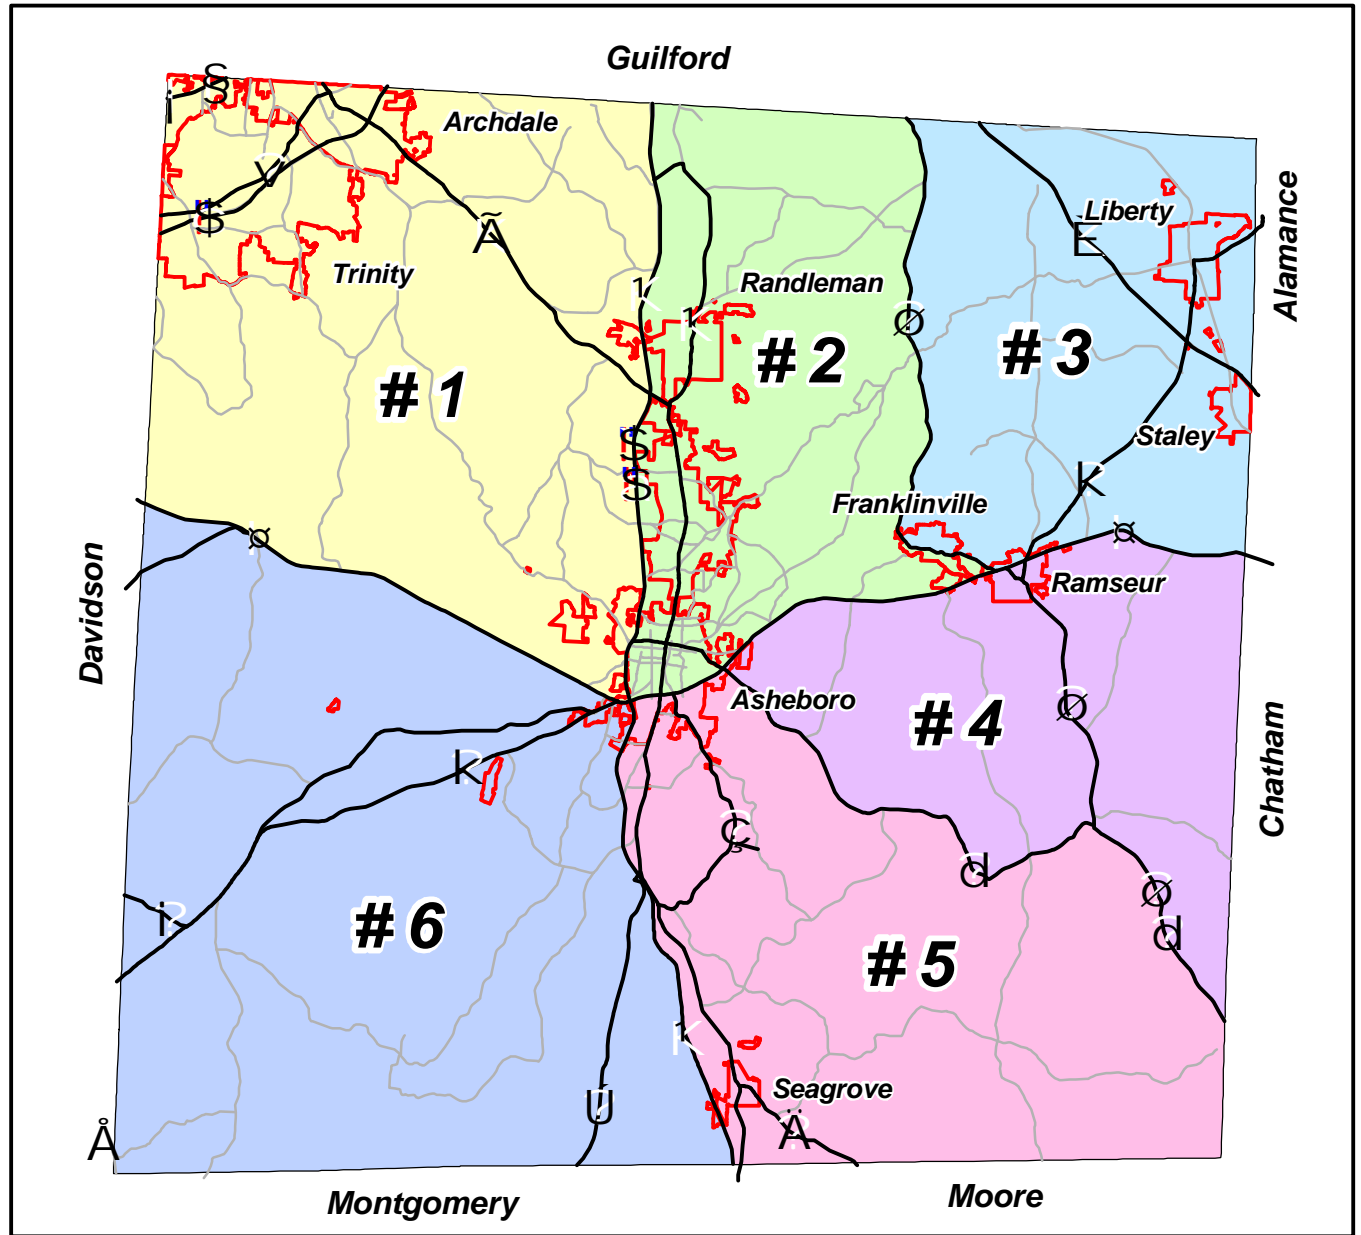 Guilford
Archdale
Trinity
Liberty
Alamance
Randleman
# 1
# 2
# 3
Staley
Franklinville
Ramseur
Davidson
Asheboro
# 4
Chatham
# 6
# 5
Seagrove
Montgomery
Moore